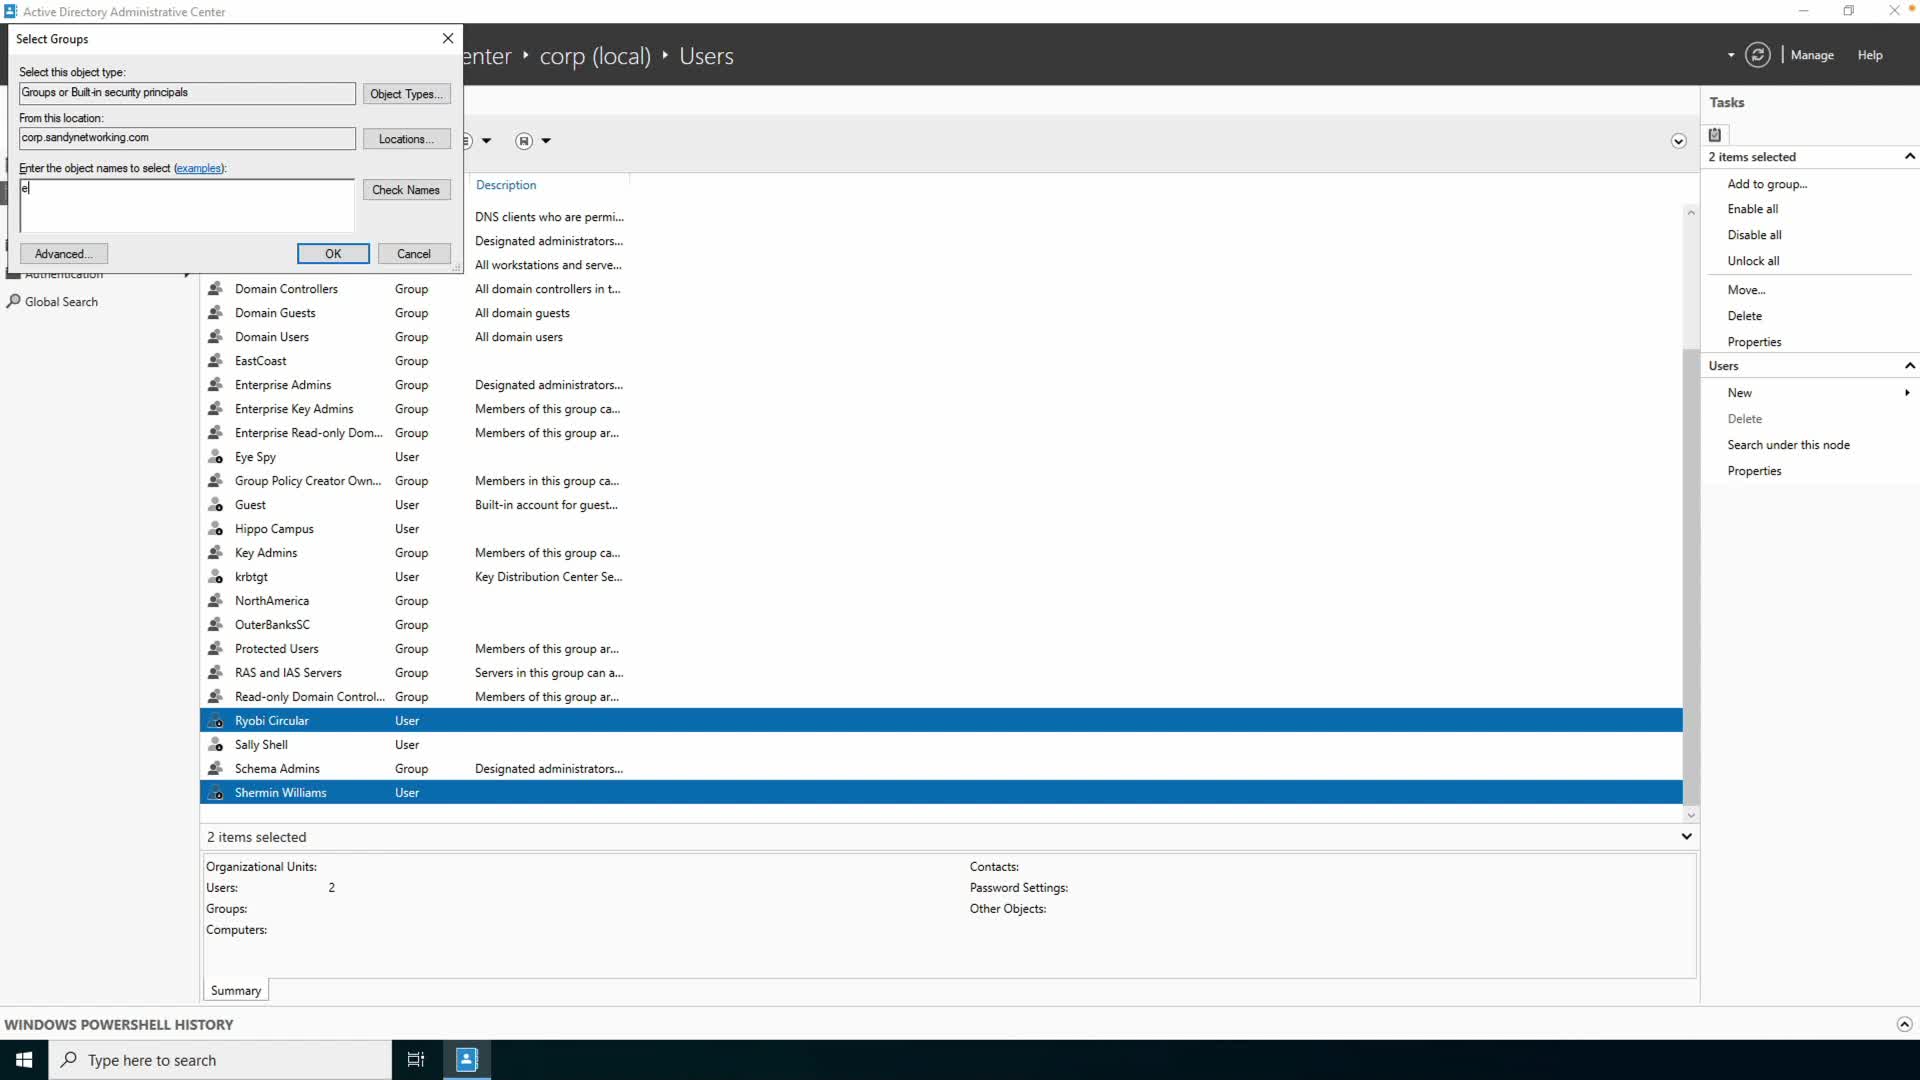 Active Directory Administrative Center
Select Groups
enter ‣ corp (local) ‣ Users
Manage
Help
Select this object type:
Groups or Built-in security principals
Object Types...
From this location:
corp.sandynetworking.com
Locations...
Enter the object names to select (examples):
e
Check Names
Advanced...
OK
Cancel
Authentication
Global Search
Description
DNS clients who are permi...
Designated administrators...
All workstations and serve...
Domain Controllers Group All domain controllers in t...
Domain Guests Group All domain guests
Domain Users Group All domain users
EastCoast Group
Enterprise Admins Group Designated administrators...
Enterprise Key Admins Group Members of this group ca...
Enterprise Read-only Dom... Group Members of this group ar...
Eye Spy User
Group Policy Creator Own... Group Members in this group ca...
Guest User Built-in account for guest...
Hippo Campus User
Key Admins Group Members of this group ca...
krbtgt User Key Distribution Center Se...
NorthAmerica Group
OuterBanksSC Group
Protected Users Group Members of this group ar...
RAS and IAS Servers Group Servers in this group can a...
Read-only Domain Control... Group Members of this group ar...
Ryobi Circular User
Sally Shell User
Schema Admins Group Designated administrators...
Shermin Williams User
2 items selected
Organizational Units:
Users: 2
Groups:
Computers:
Contacts:
Password Settings:
Other Objects:
Summary
Tasks
2 items selected
Add to group...
Enable all
Disable all
Unlock all
Move...
Delete
Properties
Users
New
Delete
Search under this node
Properties
WINDOWS POWERSHELL HISTORY
Type here to search